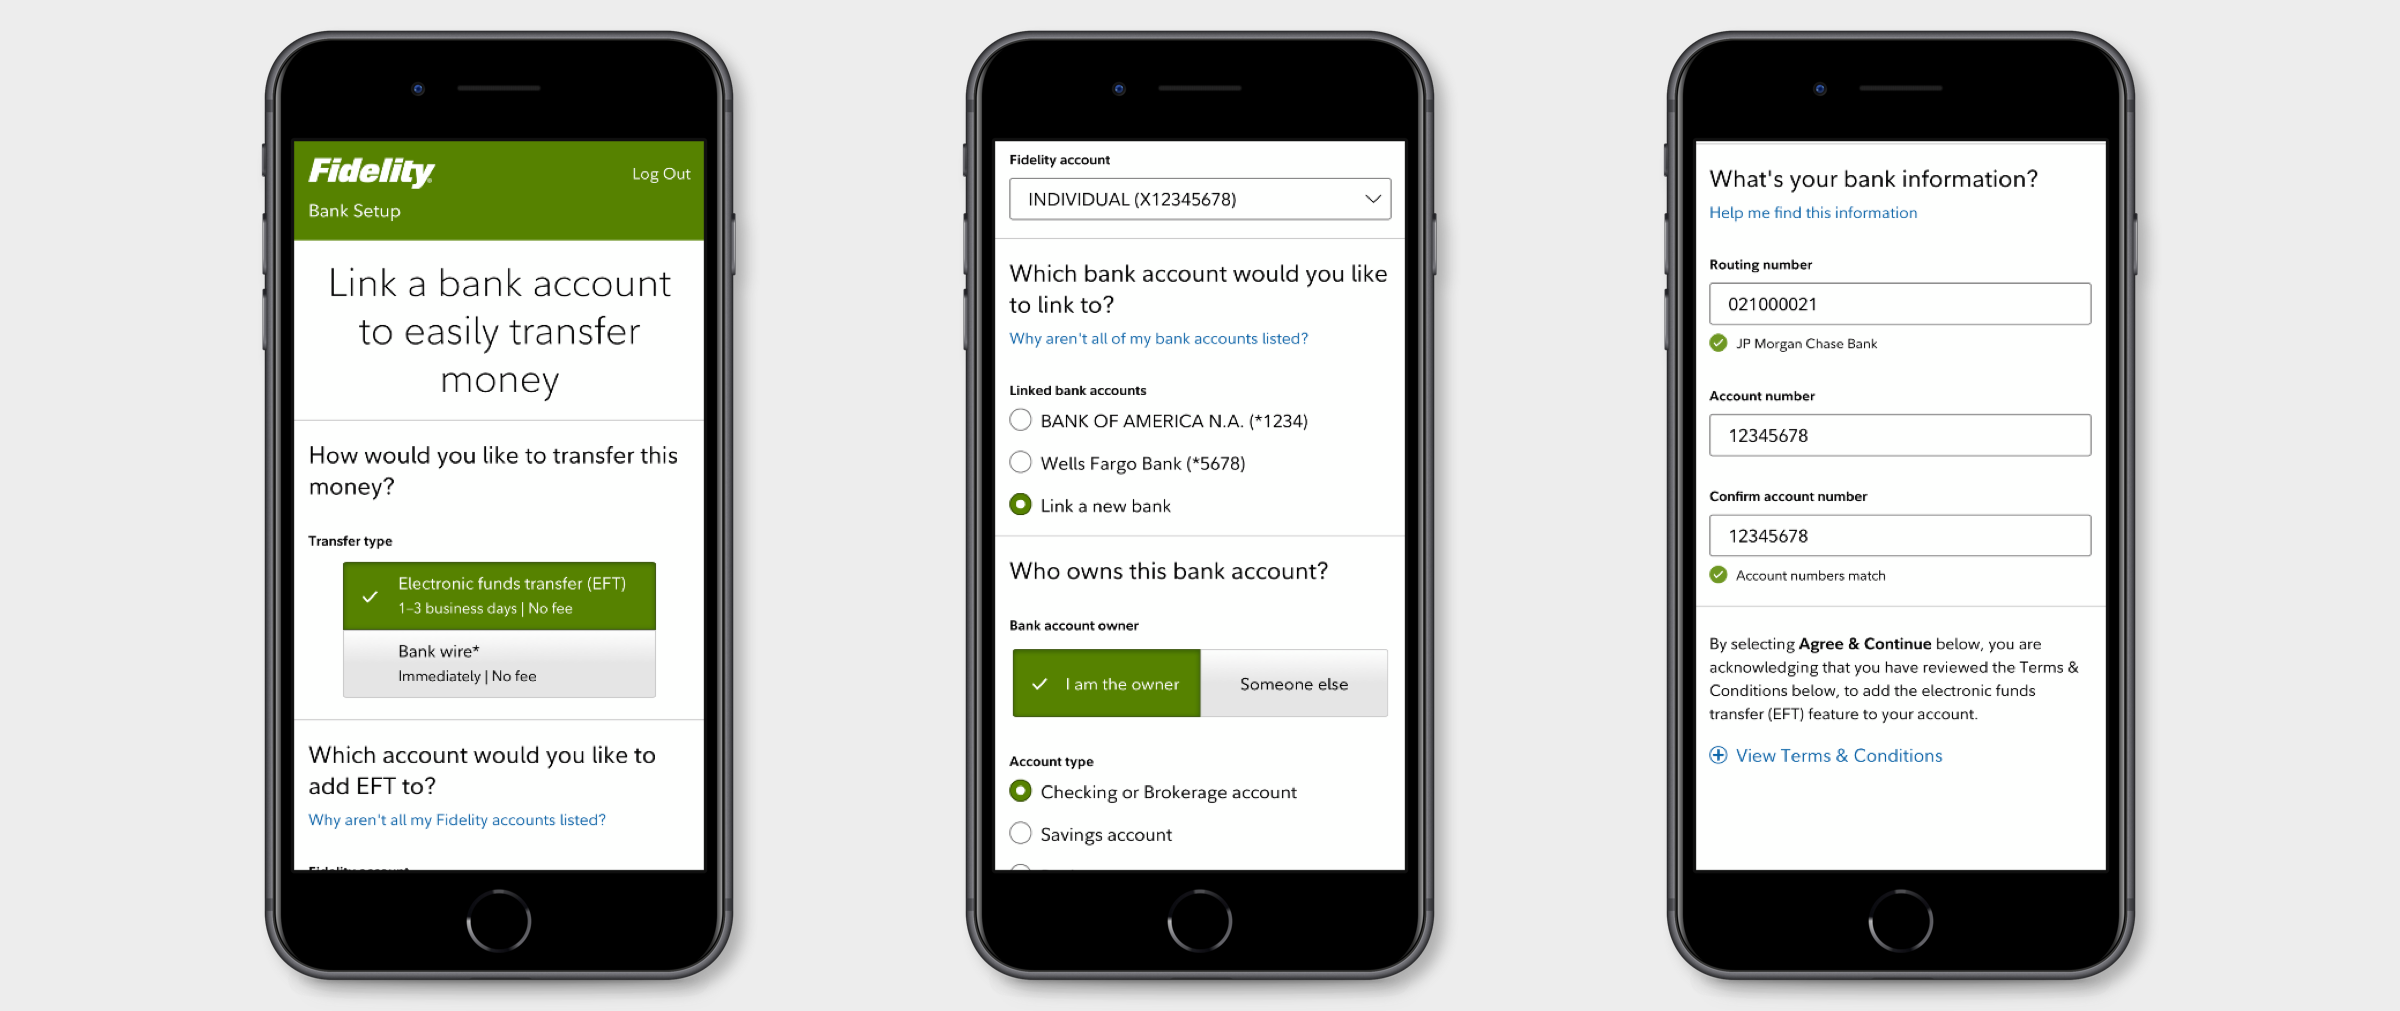 Fidelity
Log Out
Bank Setup
Link a bank account
to easily transfer
money
How would you like to transfer this
money?
Transfer type
Electronic funds transfer (EFT)
1–3 business days | No fee
Bank wire*
Immediately | No fee
Which account would you like to
add EFT to?
Why aren't all my Fidelity accounts listed?
Fidelity account
Fidelity account
INDIVIDUAL (X12345678)
Which bank account would you like
to link to?
Why aren't all of my bank accounts listed?
Linked bank accounts
BANK OF AMERICA N.A. (*1234)
Wells Fargo Bank (*5678)
Link a new bank
Who owns this bank account?
Bank account owner
I am the owner
Someone else
Account type
Checking or Brokerage account
Savings account
What's your bank information?
Help me find this information
Routing number
021000021
JP Morgan Chase Bank
Account number
12345678
Confirm account number
12345678
Account numbers match
By selecting Agree & Continue below, you are
acknowledging that you have reviewed the Terms &
Conditions below, to add the electronic funds
transfer (EFT) feature to your account.
View Terms & Conditions